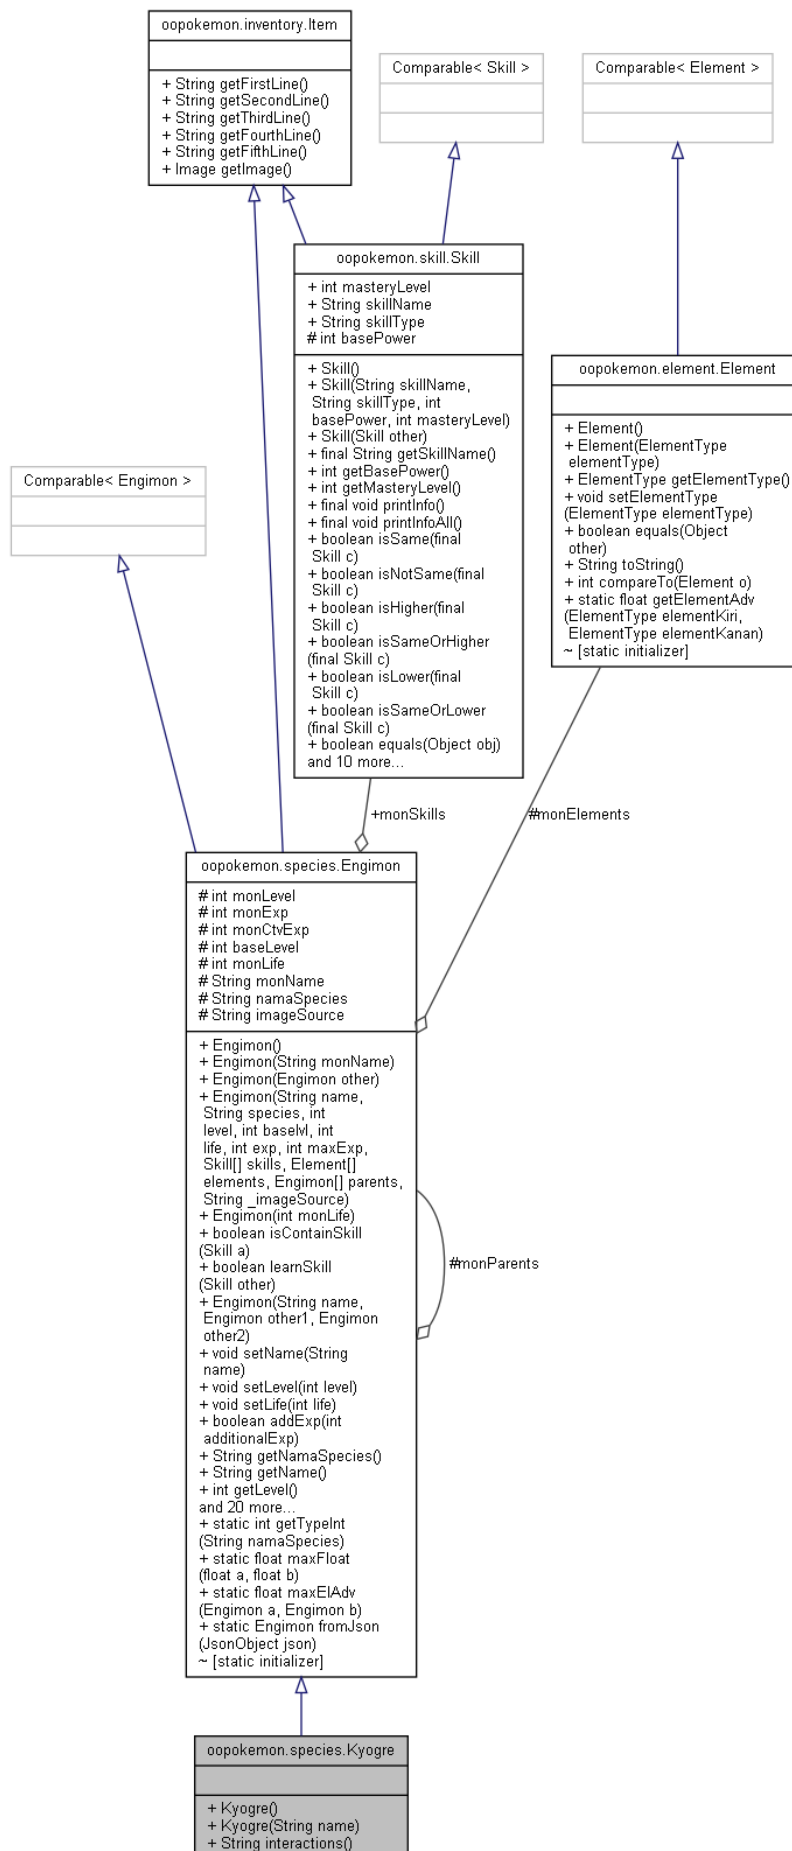 oopokemon.inventory.Item
+ String getFirstLine()
+ String getSecondLine()
+ String getThirdLine()
+ String getFourthLine()
+ String getFifthLine()
+ Image getImage()
Comparable< Skill >
Comparable< Element >
oopokemon.skill.Skill
+ int masteryLevel
+ String skillName
+ String skillType
# int basePower
+ Skill()
+ Skill(String skillName,
String skillType, int
basePower, int masteryLevel)
+ Skill(Skill other)
+ final String getSkillName()
+ int getBasePower()
+ int getMasteryLevel()
+ final void printInfo()
+ final void printInfoAll()
+ boolean isSame(final
Skill c)
+ boolean isNotSame(final
Skill c)
+ boolean isHigher(final
Skill c)
+ boolean isSameOrHigher
(final Skill c)
+ boolean isLower(final
Skill c)
+ boolean isSameOrLower
(final Skill c)
+ boolean equals(Object obj)
and 10 more...
oopokemon.element.Element
+ Element()
+ Element(ElementType
elementType)
+ ElementType getElementType()
+ void setElementType
(ElementType elementType)
+ boolean equals(Object
other)
+ String toString()
+ int compareTo(Element o)
+ static float getElementAdv
(ElementType elementKiri,
ElementType elementKanan)
~ [static initializer]
Comparable< Engimon >
+monSkills
#monElements
oopokemon.species.Engimon
# int monLevel
# int monExp
# int monCtvExp
# int baseLevel
# int monLife
# String monName
# String namaSpecies
# String imageSource
+ Engimon()
+ Engimon(String monName)
+ Engimon(Engimon other)
+ Engimon(String name,
String species, int
level, int baselvl, int
life, int exp, int maxExp,
Skill[] skills, Element[]
elements, Engimon[] parents,
String _imageSource)
+ Engimon(int monLife)
+ boolean isContainSkill
(Skill a)
+ boolean learnSkill
(Skill other)
+ Engimon(String name,
Engimon other1, Engimon
other2)
+ void setName(String
name)
+ void setLevel(int level)
+ void setLife(int life)
+ boolean addExp(int
additionalExp)
+ String getNamaSpecies()
+ String getName()
+ int getLevel()
and 20 more...
+ static int getTypeInt
(String namaSpecies)
+ static float maxFloat
(float a, float b)
+ static float maxElAdv
(Engimon a, Engimon b)
+ static Engimon fromJson
(JsonObject json)
~ [static initializer]
#monParents
oopokemon.species.Kyogre
+ Kyogre()
+ Kyogre(String name)
+ String interactions()